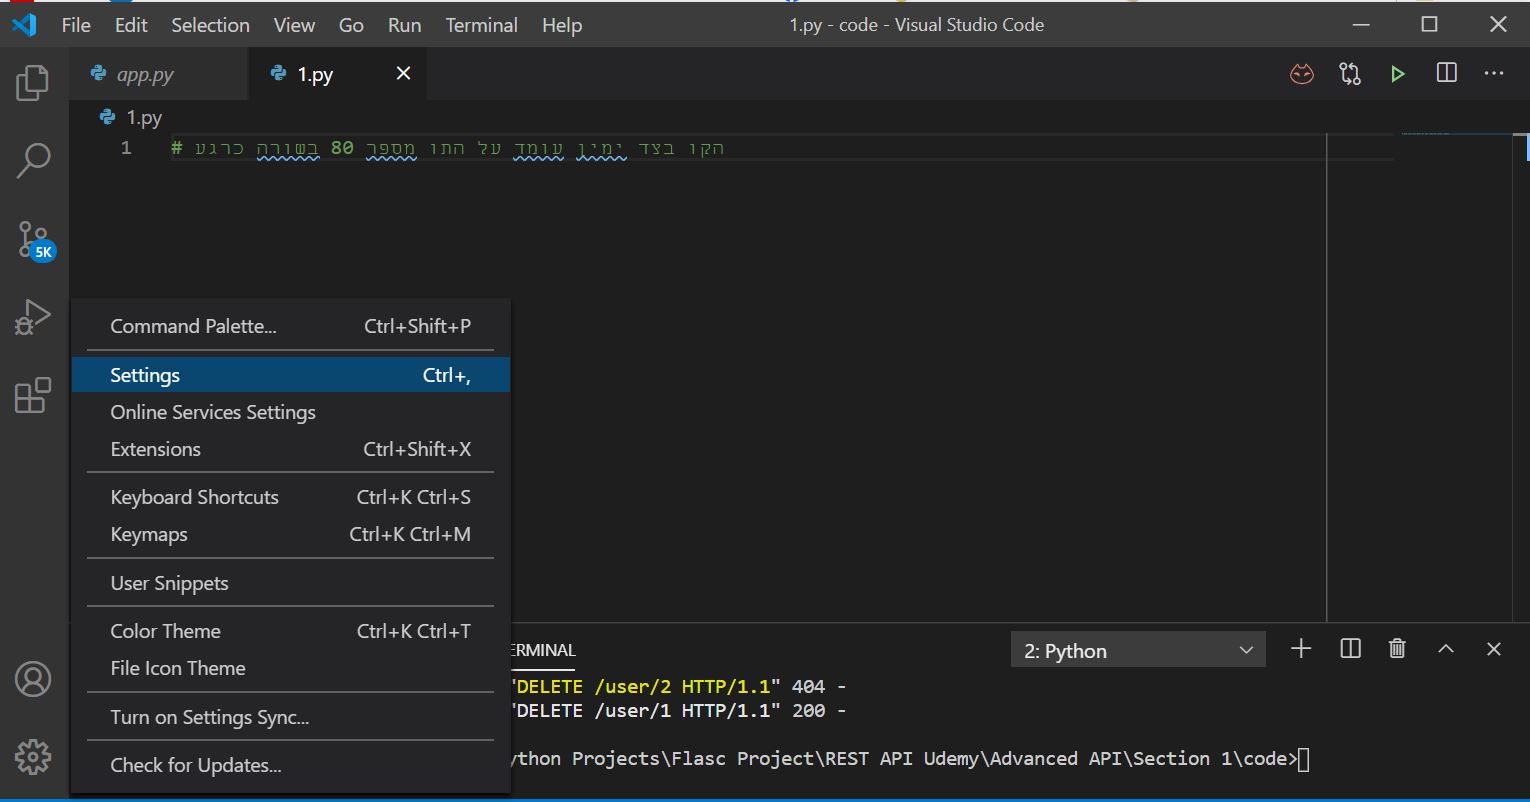 File Edit Selection View Go Run Terminal Help 1.py - code - Visual Studio Code
app.py 1.py
1.py
1 # הקו בצד ימין עומד על התו מספר 80 בשורה כרגע
5K
Command Palette... Ctrl+Shift+P
Settings Ctrl+,
Online Services Settings
Extensions Ctrl+Shift+X
Keyboard Shortcuts Ctrl+K Ctrl+S
Keymaps Ctrl+K Ctrl+M
User Snippets
Color Theme Ctrl+K Ctrl+T
File Icon Theme
Turn on Settings Sync...
Check for Updates...
ERMINAL 2: Python
"DELETE /user/2 HTTP/1.1" 404 -
"DELETE /user/1 HTTP/1.1" 200 -
ython Projects\Flasc Project\REST API Udemy\Advanced API\Section 1\code>